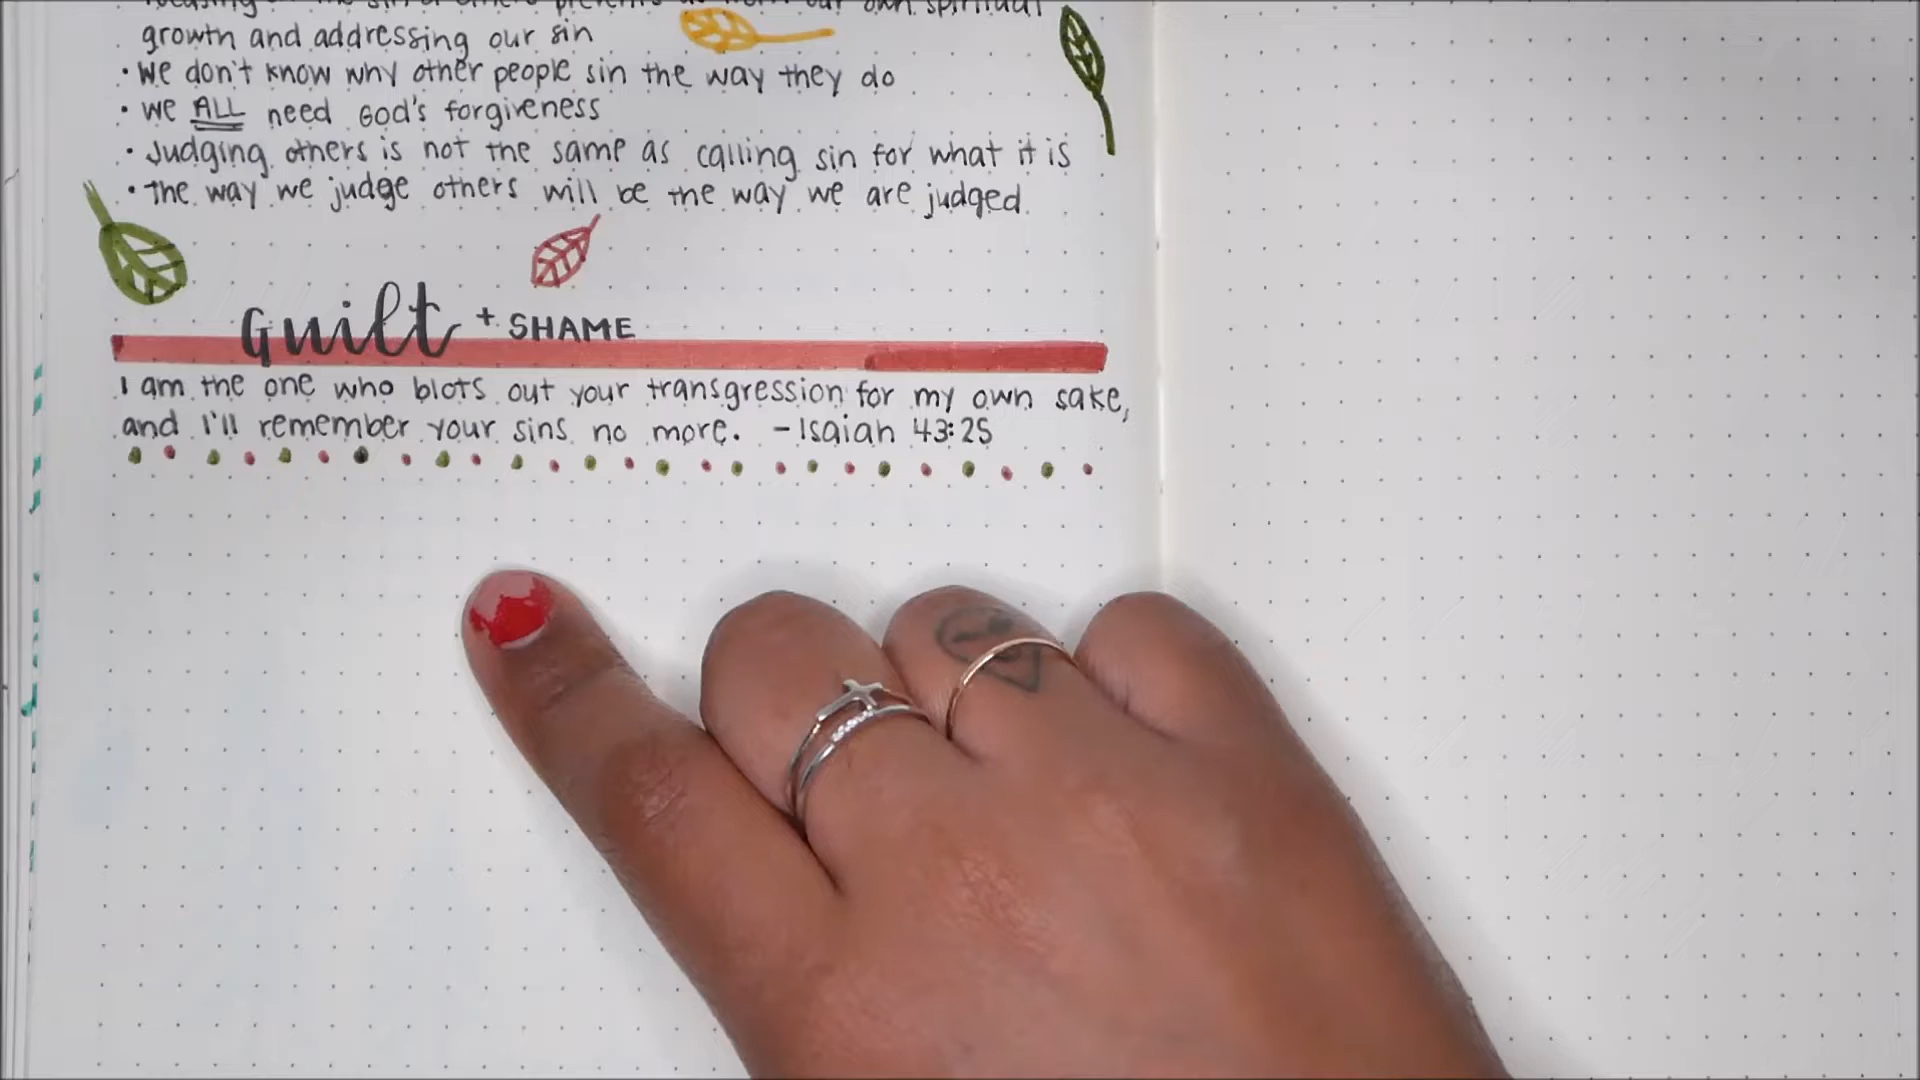 growth and addressing our sin
• we don't know why other people sin the way they do
• we ALL need God's forgiveness
• Judging others is not the same as calling sin for what it is
• the way we judge others will be the way we are judged
Guilt + SHAME
I am the one who blots out your transgression for my own sake,
and I'll remember your sins no more. - Isaiah 43:25